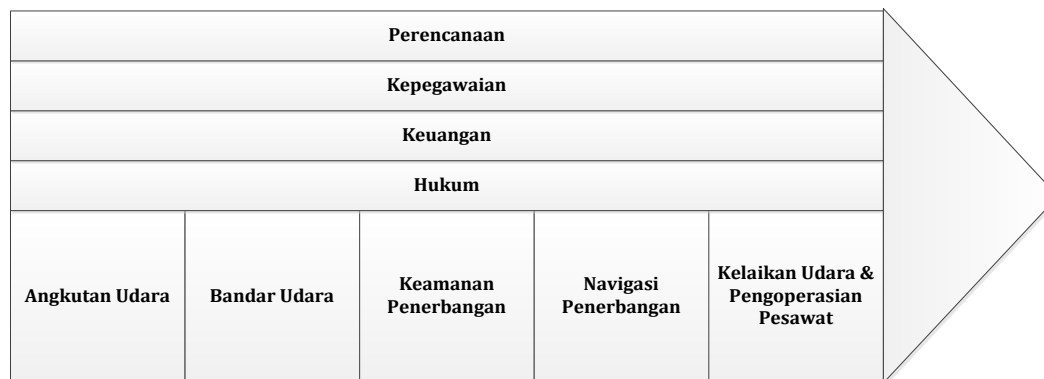 Perencanaan
Kepegawaian
Keuangan
Hukum
Angkutan Udara
Bandar Udara
Keamanan
Penerbangan
Navigasi
Penerbangan
Kelaikan Udara &
Pengoperasian
Pesawat